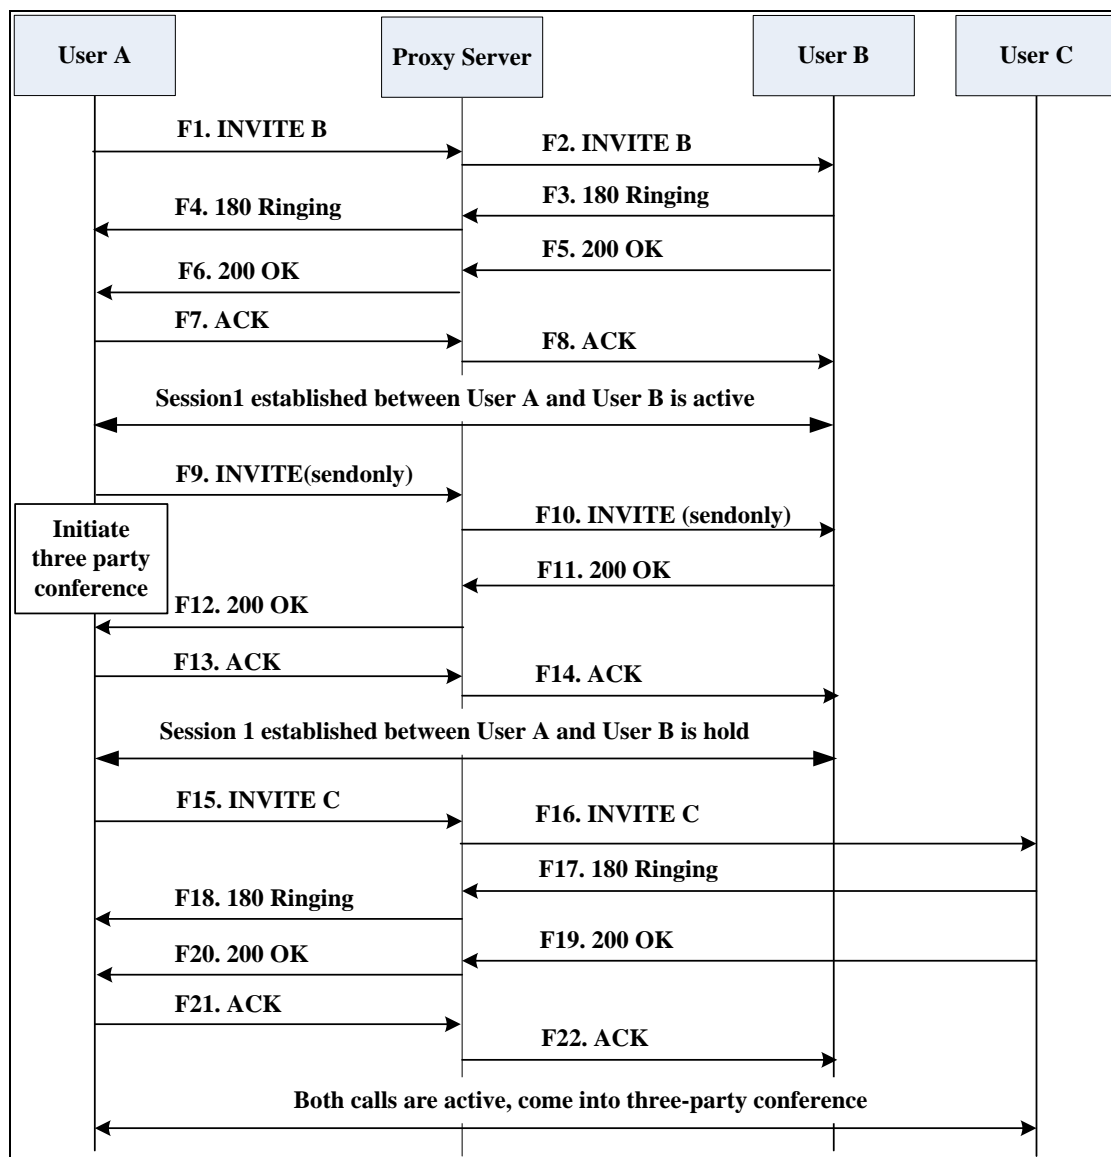 User A
Proxy Server
User B
User C
F1. INVITE B
F2. INVITE B
F3. 180 Ringing
F4. 180 Ringing
F5. 200 OK
F6. 200 OK
F7. ACK
F8. ACK
Session1 established between User A and User B is active
F9. INVITE(sendonly)
Initiate
three party
conference
F10. INVITE (sendonly)
F11. 200 OK
F12. 200 OK
F13. ACK
F14. ACK
Session 1 established between User A and User B is hold
F15. INVITE C
F16. INVITE C
F17. 180 Ringing
F18. 180 Ringing
F19. 200 OK
F20. 200 OK
F21. ACK
F22. ACK
Both calls are active, come into three-party conference